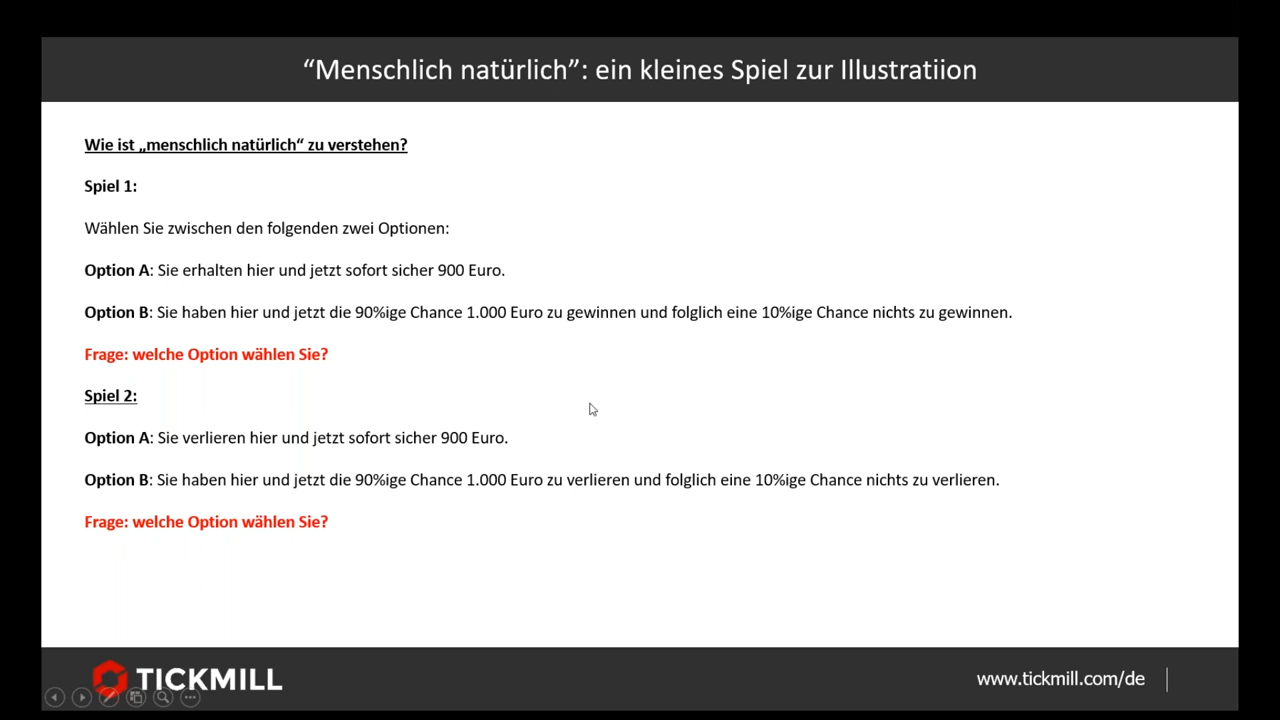 “Menschlich natürlich”: ein kleines Spiel zur Illustratiion
Wie ist „menschlich natürlich“ zu verstehen?
Spiel 1:
Wählen Sie zwischen den folgenden zwei Optionen:
Option A: Sie erhalten hier und jetzt sofort sicher 900 Euro.
Option B: Sie haben hier und jetzt die 90%ige Chance 1.000 Euro zu gewinnen und folglich eine 10%ige Chance nichts zu gewinnen.
Frage: welche Option wählen Sie?
Spiel 2:
Option A: Sie verlieren hier und jetzt sofort sicher 900 Euro.
Option B: Sie haben hier und jetzt die 90%ige Chance 1.000 Euro zu verlieren und folglich eine 10%ige Chance nichts zu verlieren.
Frage: welche Option wählen Sie?
TICKMILL
www.tickmill.com/de